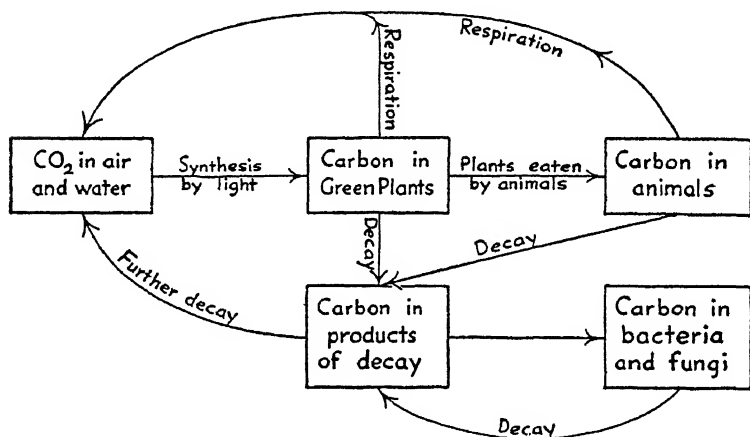 Respiration
Respiration
CO₂ in air
and water
Synthesis
by light
Carbon in
Green Plants
Plants eaten
by animals
Carbon in
animals
Decay
Decay
Further decay
Carbon in
products
of decay
Carbon in
bacteria
and fungi
Decay